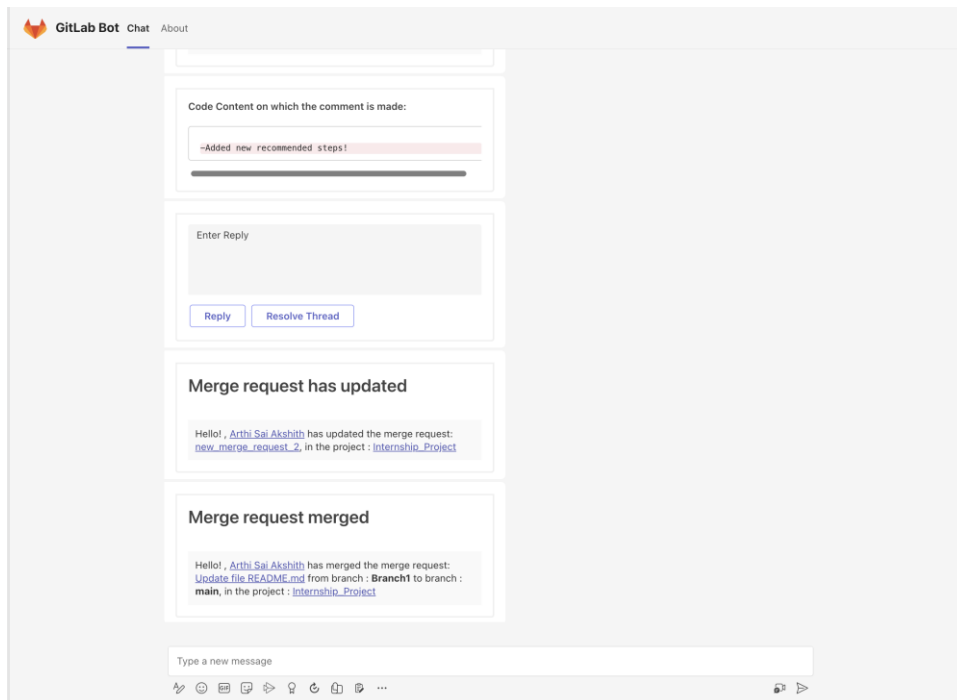 GitLab Bot Chat About
Code Content on which the comment is made:
-Added new recommended steps!
Enter Reply
Reply Resolve Thread
Merge request has updated
Hello! , Arthi Sai Akshith has updated the merge request:
new_merge_request_2, in the project : Internship_Project
Merge request merged
Hello! , Arthi Sai Akshith has merged the merge request:
Update file README.md from branch : Branch1 to branch :
main, in the project : Internship_Project
Type a new message
GIF